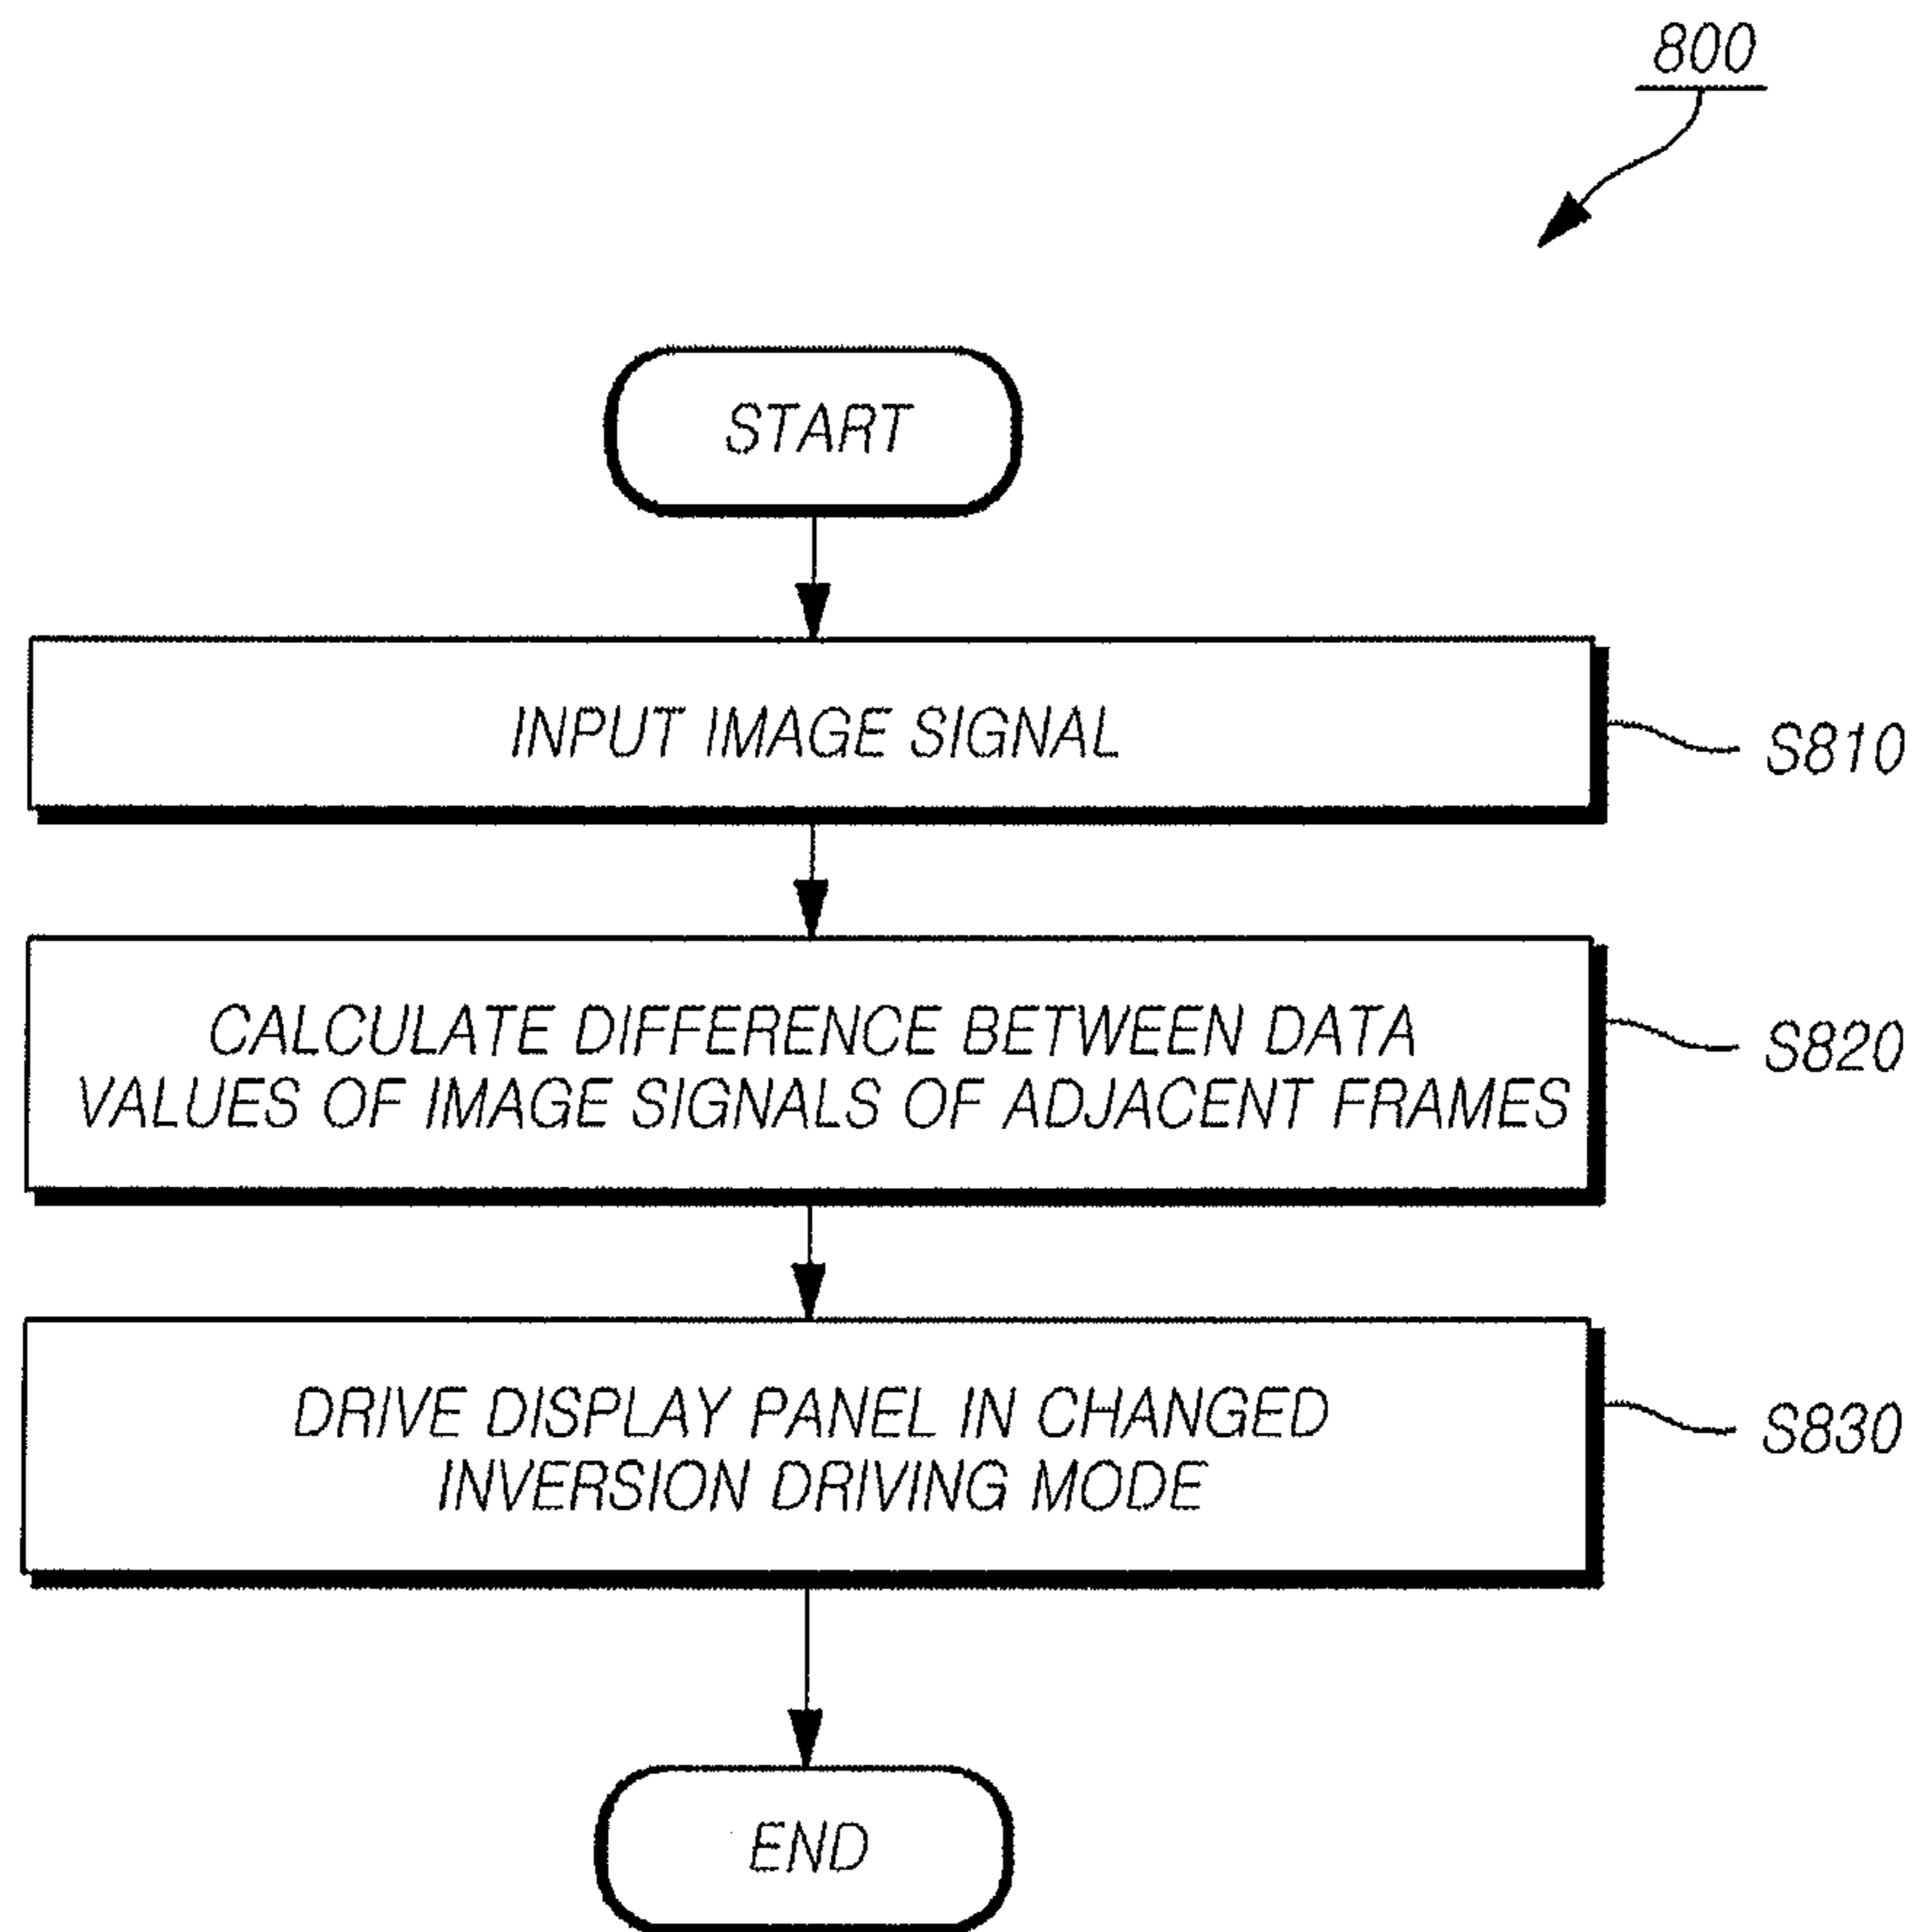 800
START
INPUT IMAGE SIGNAL
S810
CALCULATE DIFFERENCE BETWEEN DATA
VALUES OF IMAGE SIGNALS OF ADJACENT FRAMES
S820
DRIVE DISPLAY PANEL IN CHANGED
INVERSION DRIVING MODE
S830
END